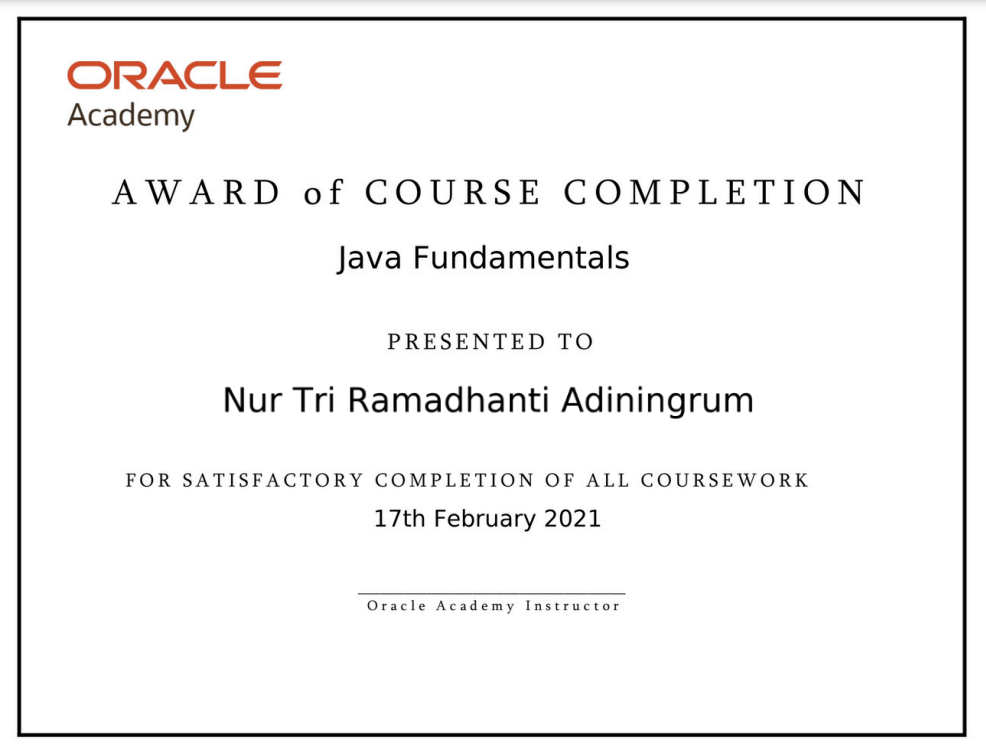 ORACLE
Academy
AWARD of COURSE COMPLETION
Java Fundamentals
PRESENTED TO
Nur Tri Ramadhanti Adiningrum
FOR SATISFACTORY COMPLETION OF ALL COURSEWORK
17th February 2021
Oracle Academy Instructor